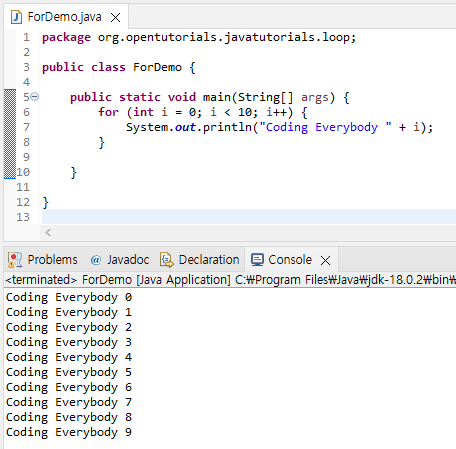 ForDemo.java
1 package org.opentutorials.javatutorials.loop;
2
3 public class ForDemo {
4
5 public static void main(String[] args) {
6 for (int i = 0; i < 10; i++) {
7 System.out.println("Coding Everybody " + i);
8 }
9
10 }
11
12 }
13
Problems @ Javadoc Declaration Console
<terminated> ForDemo [Java Application] C:₩Program Files₩Java₩jdk-18.0.2₩bin₩
Coding Everybody 0
Coding Everybody 1
Coding Everybody 2
Coding Everybody 3
Coding Everybody 4
Coding Everybody 5
Coding Everybody 6
Coding Everybody 7
Coding Everybody 8
Coding Everybody 9